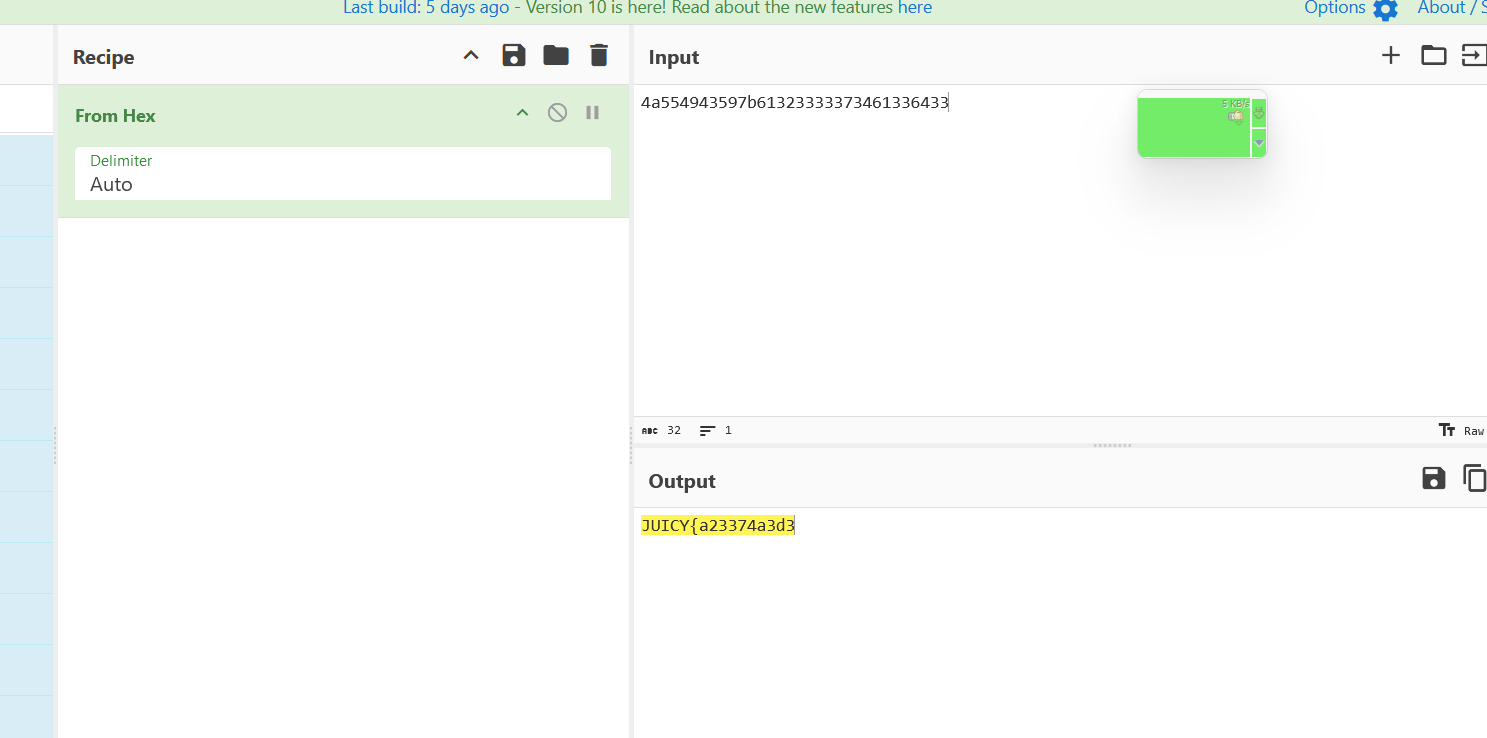 Last build: 5 days ago - Version 10 is here! Read about the new features here
Options
About /
Recipe
Input
From Hex
Delimiter
Auto
4a554943597b61323333373461336433
5 KB/s
ABC 32
1
Tт Raw
Output
JUICY{a23374a3d3